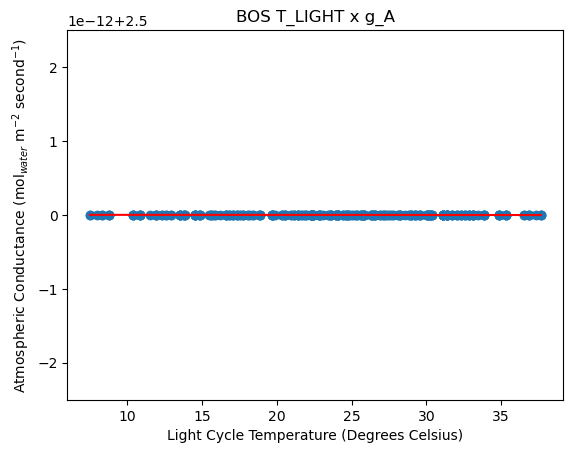 BOS T_LIGHT x g_A
1e−12+2.5
2
1
0
−1
−2
10 15 20 25 30 35
Light Cycle Temperature (Degrees Celsius)
Atmospheric Conductance (mol_water m⁻² second⁻¹)